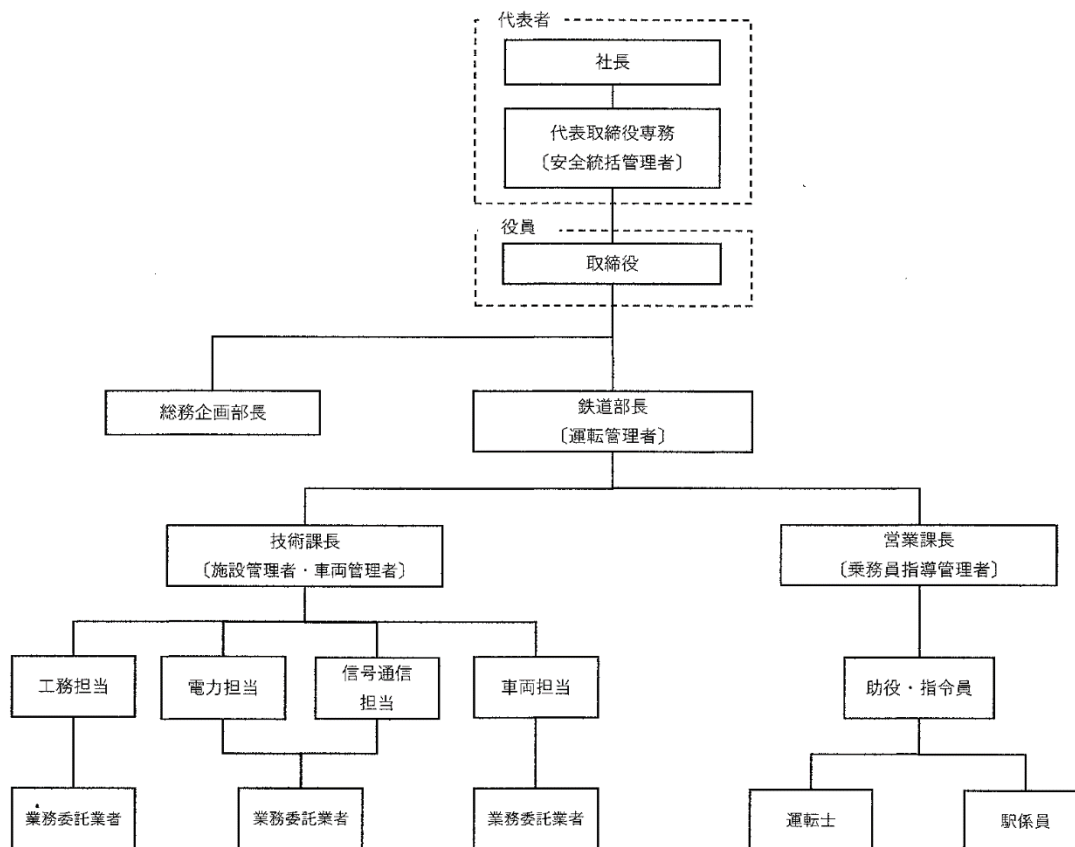 代表者
社長
代表取締役専務
〔安全統括管理者〕
役員
取締役
総務企画部長
鉄道部長
〔運転管理者〕
技術課長
〔施設管理者・車両管理者〕
営業課長
〔乗務員指導管理者〕
工務担当
電力担当
信号通信
担当
車両担当
助役・指令員
業務委託業者
業務委託業者
業務委託業者
運転士
駅係員